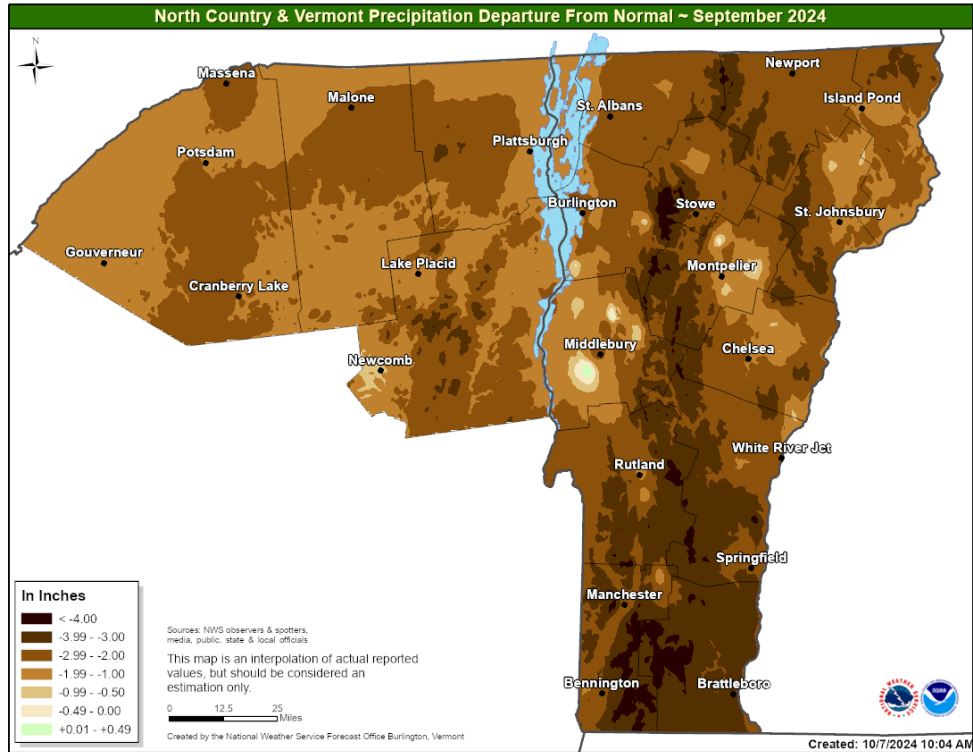 North Country & Vermont Precipitation Departure From Normal ~ September 2024
N
Massena
Newport
Malone
Island Pond
St. Albans
Plattsburgh
Potsdam
Burlington
Stowe
St. Johnsbury
Gouverneur
Lake Placid
Montpelier
Cranberry Lake
Middlebury
Chelsea
Newcomb
White River Jct
Rutland
Springfield
Manchester
Bennington
Brattleboro
In Inches
< -4.00
-3.99 - -3.00
-2.99 - -2.00
-1.99 - -1.00
-0.99 - -0.50
-0.49 - 0.00
+0.01 - +0.49
Sources: NWS observers & spotters,
media, public, state & local officials
This map is an interpolation of actual reported
values, but should be considered an
estimation only.
0 12.5 25
Miles
Created by the National Weather Service Forecast Office Burlington, Vermont
NOAA
Created: 10/7/2024 10:04 AM